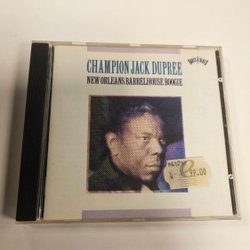 CHAMPION JACK DUPREE
NEW ORLEANS BARRELHOUSE BOOGIE